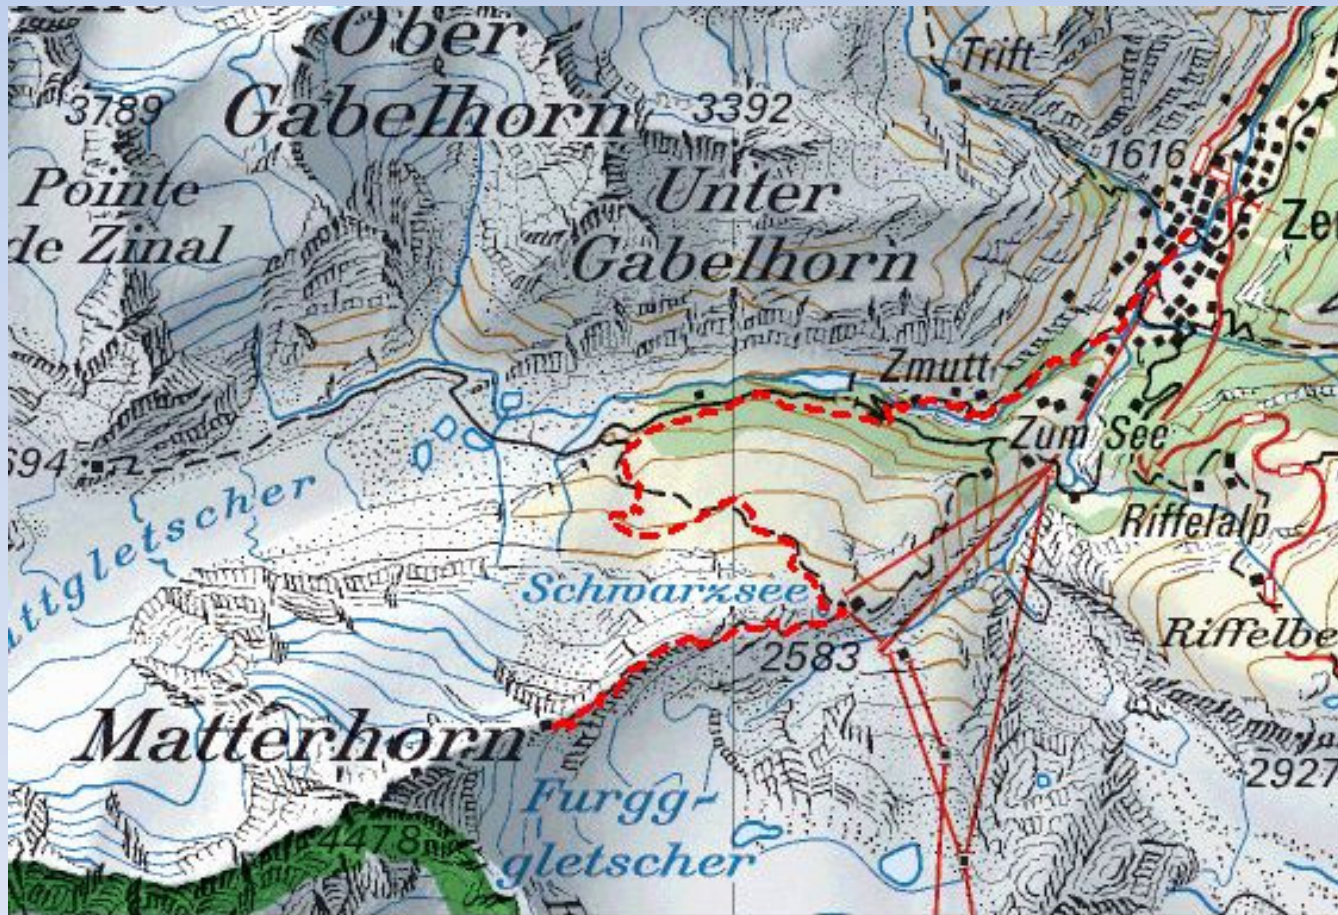 Ober
Gabelhorn
Trift
3789
3392
1616
Pointe
de Zinal
Unter
Gabelhorn
Zmutt
Zum See
Riffelalp
Schwarzsee
2583
Matterhorn
2927
Furgg-
gletscher
4478